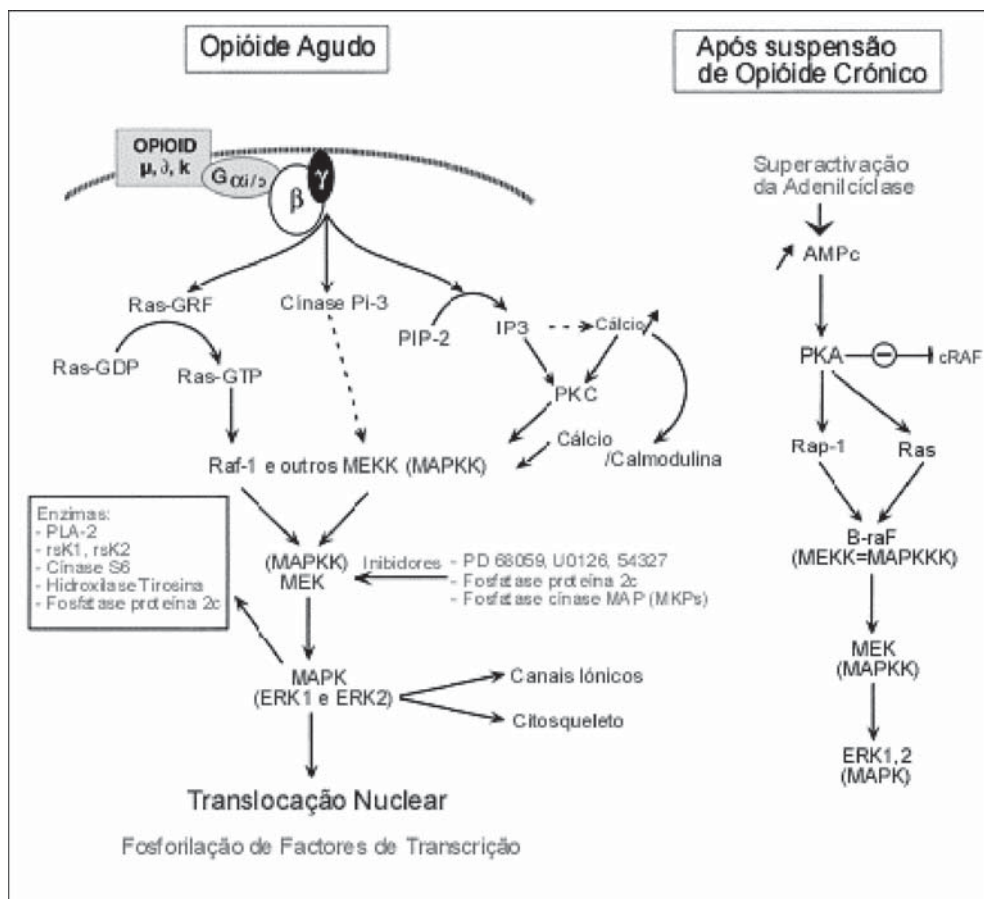 Opióide Agudo
Após suspensão
de Opióide Crónico
OPIOID
μ, ∂, k
Gαi/o
β
γ
Ras-GRF
Cínase Pi-3
PIP-2
IP3
Cálcio
Ras-GDP
Ras-GTP
PKC
Cálcio
/Calmodulina
Raf-1 e outros MEKK (MAPKK)
Enzimas:
- PLA-2
- rsK1, rsK2
- Cínase S6
- Hidroxilase Tirosina
- Fosfatase proteína 2c
(MAPKK)
MEK
Inibidores
- PD 68059, U0126, 54327
- Fosfatase proteína 2c
- Fosfatase cínase MAP (MKPs)
MAPK
(ERK1 e ERK2)
Canais Iónicos
Citosqueleto
Translocação Nuclear
Fosforilação de Factores de Transcrição
Superactivação
da Adenilcíclase
AMPc
PKA
−
cRAF
Rap-1
Ras
B-raF
(MEKK=MAPKKK)
MEK
(MAPKK)
ERK1,2
(MAPK)